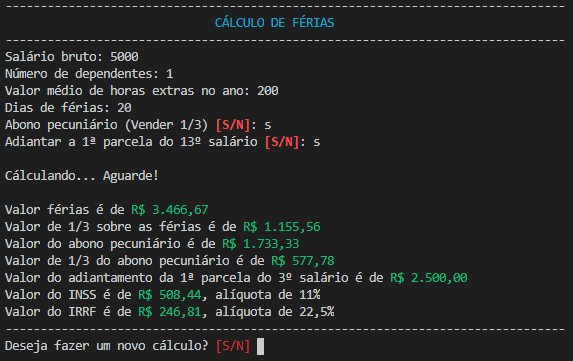 CÁLCULO DE FÉRIAS
Salário bruto: 5000
Número de dependentes: 1
Valor médio de horas extras no ano: 200
Dias de férias: 20
Abono pecuniário (Vender 1/3) [S/N]: s
Adiantar a 1ª parcela do 13º salário [S/N]: s
Cálculando... Aguarde!
Valor férias é de R$ 3.466,67
Valor de 1/3 sobre as férias é de R$ 1.155,56
Valor do abono pecuniário é de R$ 1.733,33
Valor de 1/3 do abono pecuniário é de R$ 577,78
Valor do adiantamento da 1ª parcela do 3º salário é de R$ 2.500,00
Valor do INSS é de R$ 508,44, alíquota de 11%
Valor do IRRF é de R$ 246,81, alíquota de 22,5%
Deseja fazer um novo cálculo? [S/N]